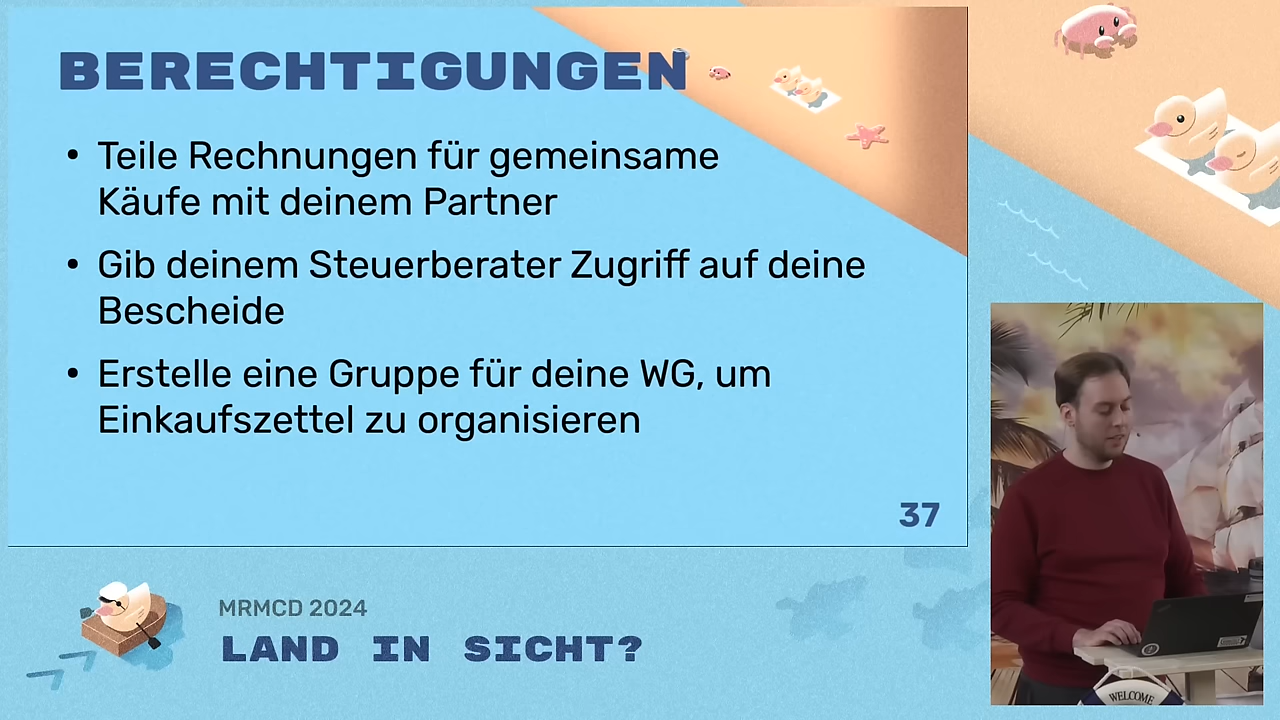 BERECHTIGUNGEN
• Teile Rechnungen für gemeinsame
Käufe mit deinem Partner
• Gib deinem Steuerberater Zugriff auf deine
Bescheide
• Erstelle eine Gruppe für deine WG, um
Einkaufszettel zu organisieren
37
MRMCD 2024
LAND IN SICHT?
WELCOME